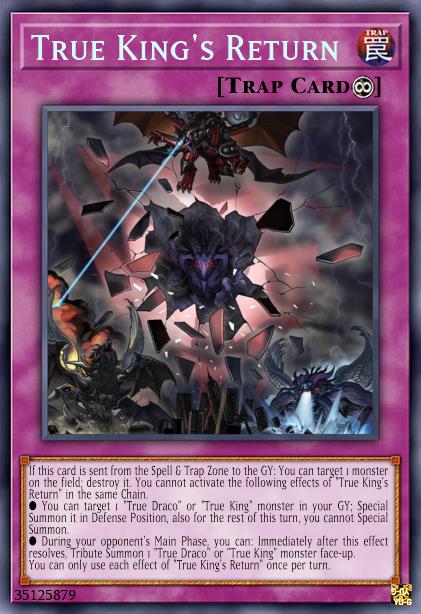 TRUE KING'S RETURN
TRAP
罠
[TRAP CARD]
If this card is sent from the Spell & Trap Zone to the GY: You can target 1 monster
on the field; destroy it. You cannot activate the following effects of "True King's
Return" in the same Chain.
● You can target 1 "True Draco" or "True King" monster in your GY; Special
Summon it in Defense Position, also for the rest of this turn, you cannot Special
Summon.
● During your opponent's Main Phase, you can: Immediately after this effect
resolves, Tribute Summon 1 "True Draco" or "True King" monster face-up.
You can only use each effect of "True King's Return" once per turn.
35125879